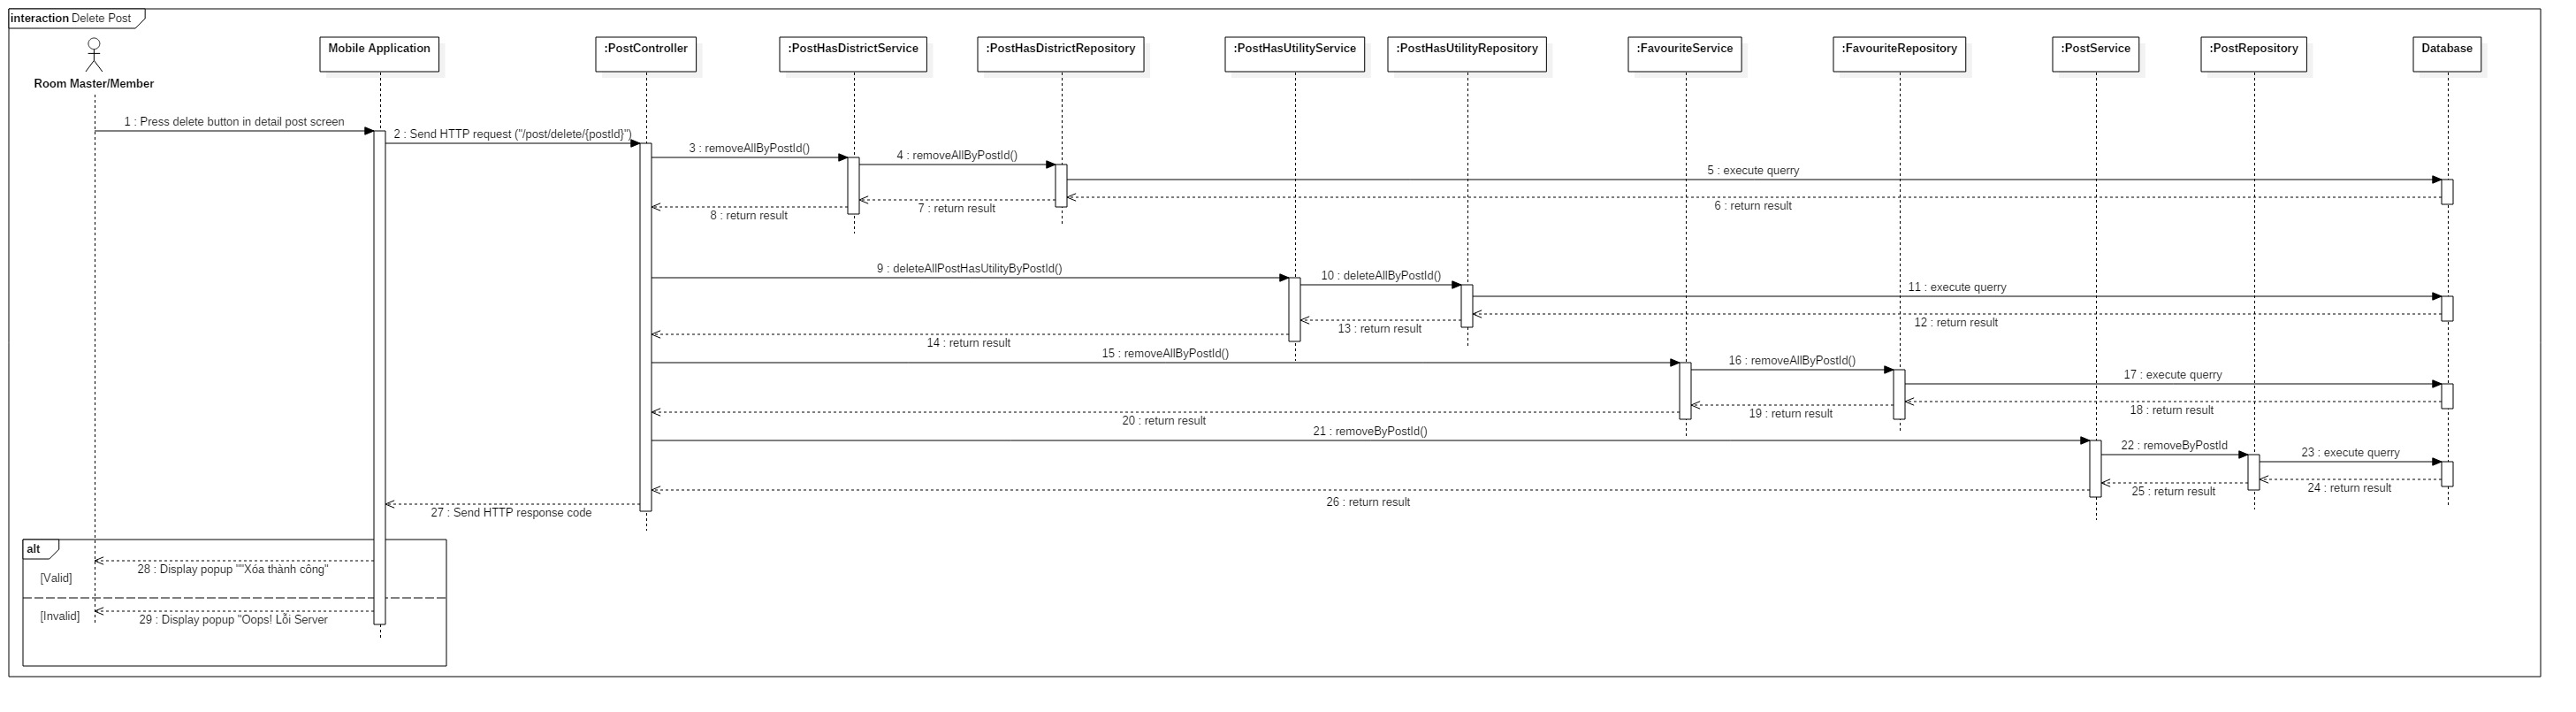 interaction Delete Post
Room Master/Member
Mobile Application
:PostController
:PostHasDistrictService
:PostHasDistrictRepository
:PostHasUtilityService
:PostHasUtilityRepository
:FavouriteService
:FavouriteRepository
:PostService
:PostRepository
Database
1 : Press delete button in detail post screen
2 : Send HTTP request ("/post/delete/{postId}")
3 : removeAllByPostId()
4 : removeAllByPostId()
5 : execute querry
6 : return result
7 : return result
8 : return result
9 : deleteAllPostHasUtilityByPostId()
10 : deleteAllByPostId()
11 : execute querry
12 : return result
13 : return result
14 : return result
15 : removeAllByPostId()
16 : removeAllByPostId()
17 : execute querry
18 : return result
19 : return result
20 : return result
21 : removeByPostId()
22 : removeByPostId
23 : execute querry
24 : return result
25 : return result
26 : return result
27 : Send HTTP response code
alt
28 : Display popup ""Xóa thành công"
[Valid]
[Invalid]
29 : Display popup "Oops! Lỗi Server